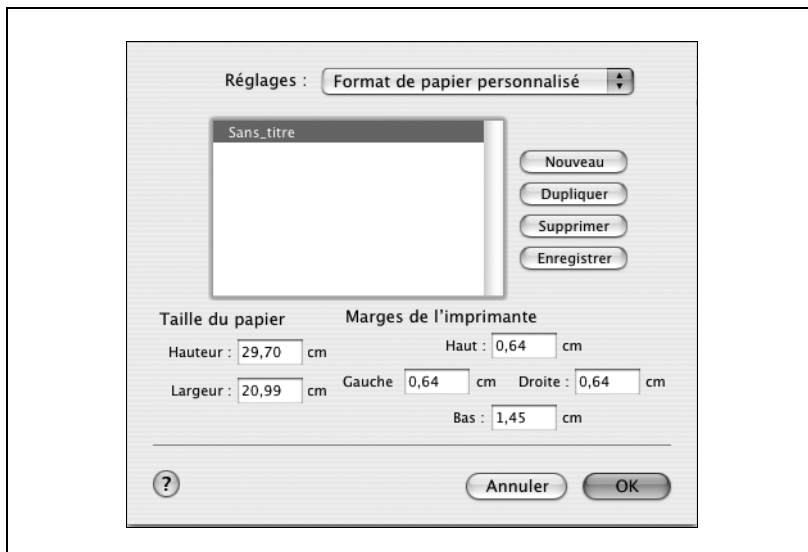 Réglages : Format de papier personnalisé
Sans_titre
Nouveau
Dupliquer
Supprimer
Enregistrer
Taille du papier
Hauteur : 29,70 cm
Largeur : 20,99 cm
Marges de l'imprimante
Haut : 0,64 cm
Gauche 0,64 cm Droite : 0,64 cm
Bas : 1,45 cm
? Annuler OK